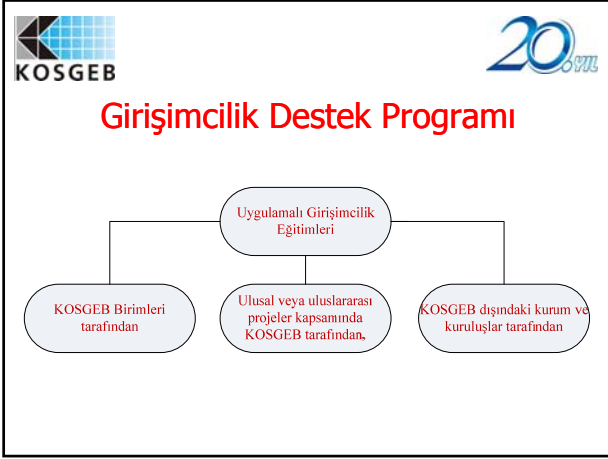 KOSGEB
20.YIL
Girişimcilik Destek Programı
Uygulamalı Girişimcilik
Eğitimleri
KOSGEB Birimleri
tarafından
Ulusal veya uluslararası
projeler kapsamında
KOSGEB tarafından,
KOSGEB dışındaki kurum ve
kuruluşlar tarafından